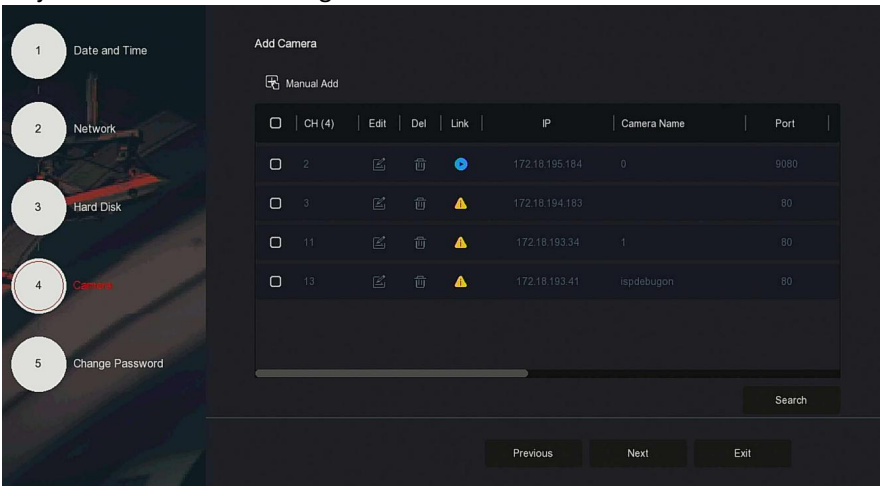 Add Camera
Manual Add
1 Date and Time
2 Network
3 Hard Disk
4 Camera
5 Change Password
CH (4) Edit Del Link IP Camera Name Port
2 172.18.195.184 0 9080
3 172.18.194.183 80
11 172.18.193.34 1 80
13 172.18.193.41 ispdebugon 80
Search
Previous Next Exit